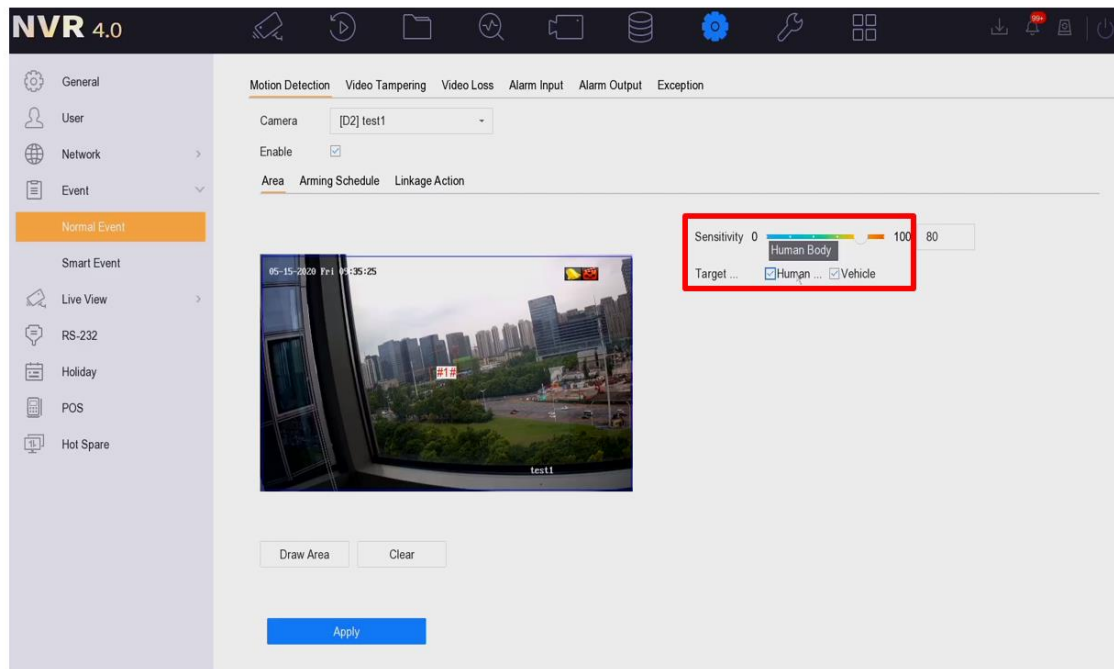 NVR 4.0
99+
General
User
Network
Event
Normal Event
Smart Event
Live View
RS-232
Holiday
POS
Hot Spare
Motion Detection Video Tampering Video Loss Alarm Input Alarm Output Exception
Camera [D2] test1
Enable
Area Arming Schedule Linkage Action
Sensitivity 0 100 80
Human Body
Target ... Human ... Vehicle
05-15-2020 Fri 09:35:25
#1#
test1
Draw Area Clear
Apply